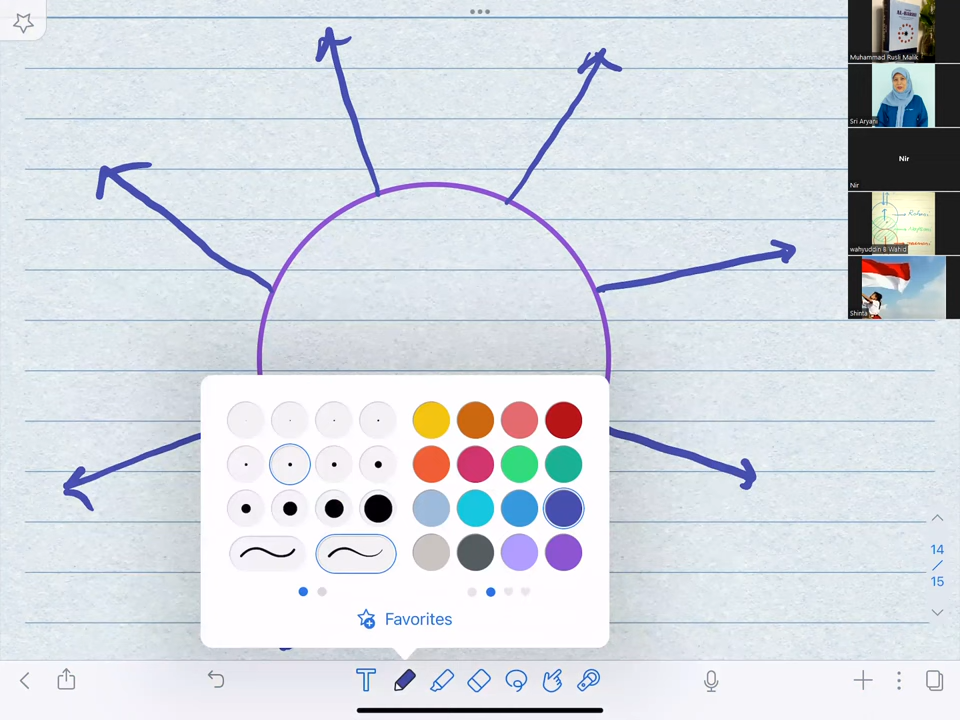 Muhammad Rusli Malik
Sri Aryani
Nir
Nir
wahyuddin B Wahid
Shinta
14
15
Favorites
T